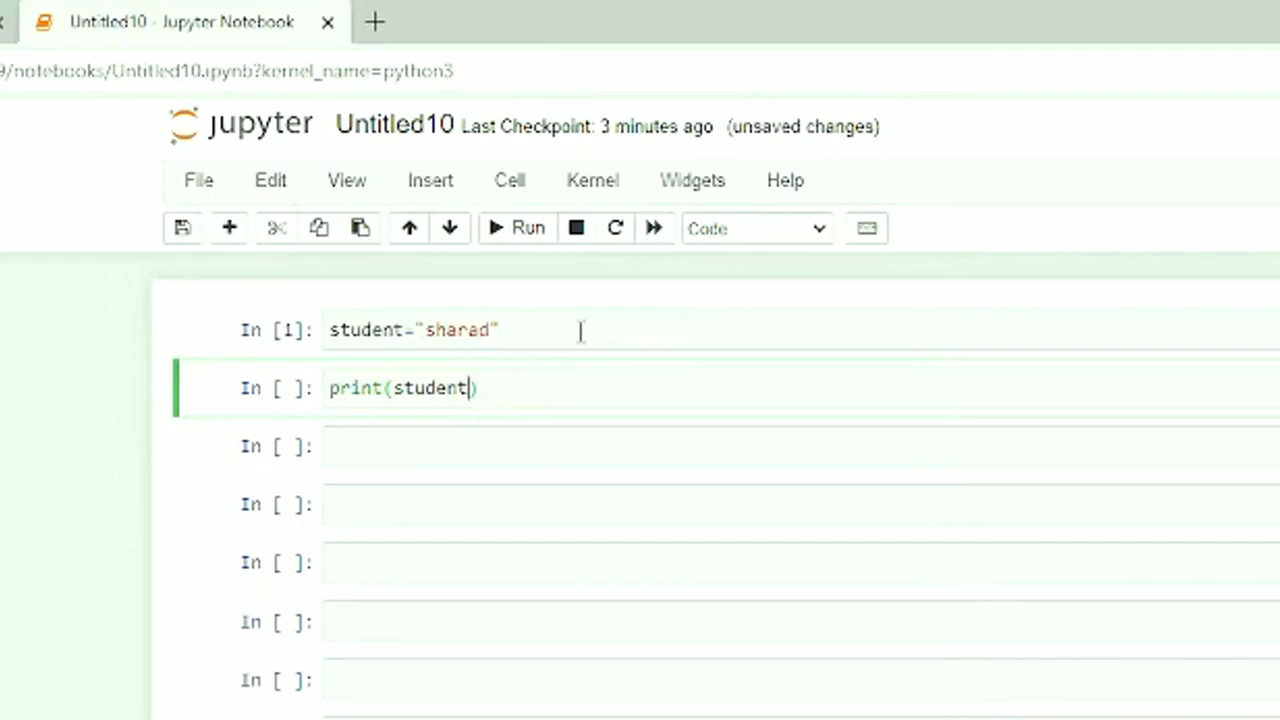 Untitled10 - Jupyter Notebook
9/notebooks/Untitled10.ipynb?kernel_name=python3
jupyter Untitled10 Last Checkpoint: 3 minutes ago (unsaved changes)
File Edit View Insert Cell Kernel Widgets Help
Run Code
In [1]: student="sharad"
In [ ]: print(student)
In [ ]:
In [ ]:
In [ ]:
In [ ]:
In [ ]: